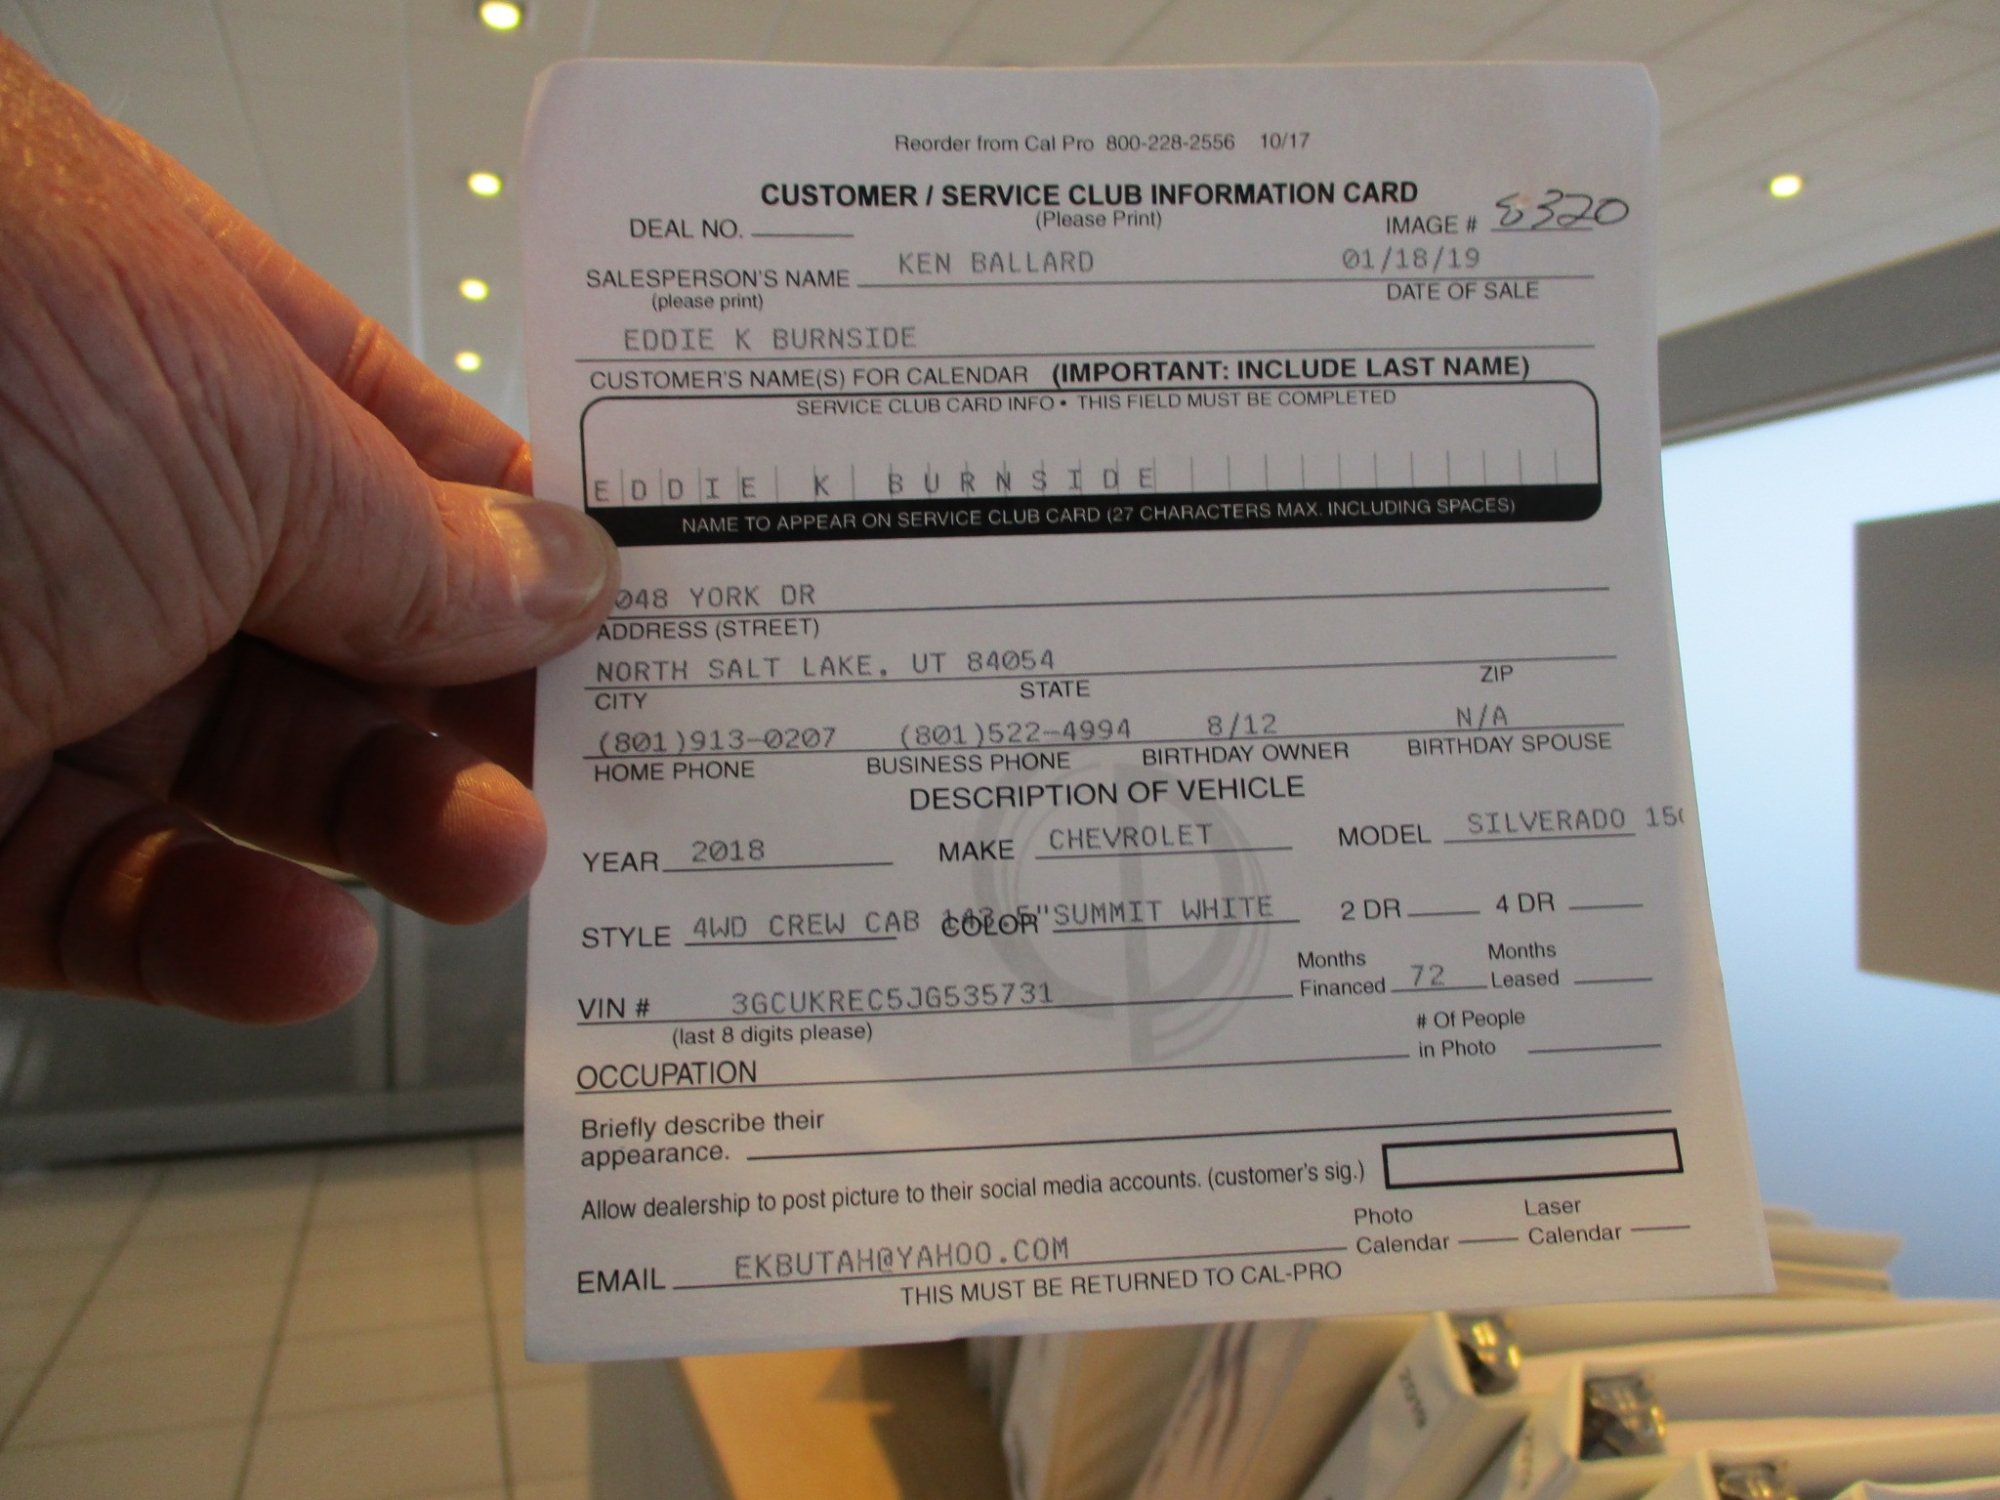 Reorder from Cal Pro 800-228-2556 10/17
CUSTOMER / SERVICE CLUB INFORMATION CARD
DEAL NO. (Please Print) IMAGE # 8320
SALESPERSON'S NAME KEN BALLARD 01/18/19
(please print) DATE OF SALE
EDDIE K BURNSIDE
CUSTOMER'S NAME(S) FOR CALENDAR (IMPORTANT: INCLUDE LAST NAME)
SERVICE CLUB CARD INFO • THIS FIELD MUST BE COMPLETED
EDDIE K BURNSIDE
NAME TO APPEAR ON SERVICE CLUB CARD (27 CHARACTERS MAX. INCLUDING SPACES)
048 YORK DR
ADDRESS (STREET)
NORTH SALT LAKE, UT 84054
CITY STATE ZIP
(801)913-0207 (801)522-4994 8/12 N/A
HOME PHONE BUSINESS PHONE BIRTHDAY OWNER BIRTHDAY SPOUSE
DESCRIPTION OF VEHICLE
YEAR 2018 MAKE CHEVROLET MODEL SILVERADO 150
STYLE 4WD CREW CAB COLOR SUMMIT WHITE 2 DR 4 DR
VIN # 3GCUKREC5JG535731 Months Financed 72 Months Leased
(last 8 digits please)
OCCUPATION # Of People in Photo
Briefly describe their
appearance.
Allow dealership to post picture to their social media accounts. (customer's sig.)
EMAIL EKBUTAH@YAHOO.COM Photo Calendar Laser Calendar
THIS MUST BE RETURNED TO CAL-PRO